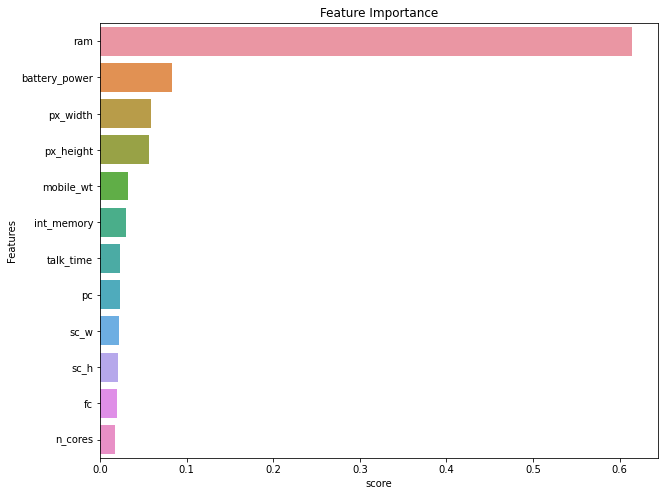 Feature Importance
ram
battery_power
px_width
px_height
mobile_wt
int_memory
talk_time
pc
sc_w
sc_h
fc
n_cores
Features
0.0 0.1 0.2 0.3 0.4 0.5 0.6
score